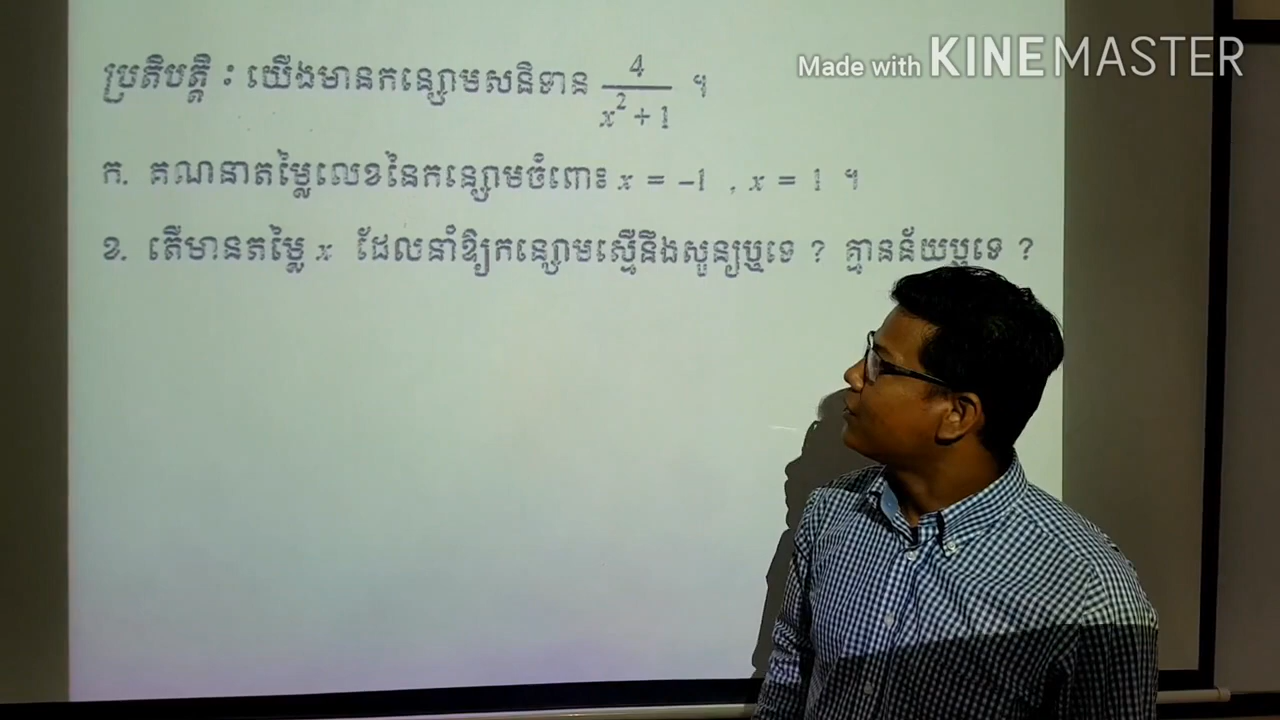 Made with KINEMASTER
ប្រតិបត្តិ ៖ យើងមានកន្សោមសនិទាន 4/(x²+1) ។
ក. គណនាតម្លៃលេខនៃកន្សោមចំពោះ x = –1 , x = 1 ។
ខ. តើមានតម្លៃ x ដែលនាំឱ្យកន្សោមស្មើនឹងសូន្យឬទេ ? គ្មានន័យឬទេ ?